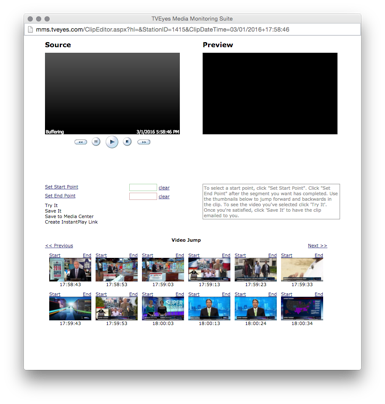 TVEyes Media Monitoring Suite
mms.tveyes.com/ClipEditor.aspx?hi=&StationID=1415&ClipDateTime=03/01/2016+17:58:46
Source
Preview
Buffering
3/1/2016 5:58:46 PM
Set Start Point
clear
Set End Point
clear
To select a start point, click "Set Start Point". Click "Set
End Point" after the segment you want has completed. Use
the thumbnails below to jump forward and backwards in
the clip. To see the video you've selected click 'Try It'.
Once you're satisfied, click 'Save It' to have the clip
emailed to you.
Try It
Save It
Save to Media Center
Create InstantPlay Link
Video Jump
<< Previous
Next >>
Start End Start End Start End Start End Start End Start End
17:58:43 17:58:53 17:59:03 17:59:13 17:59:23 17:59:33
Start End Start End Start End Start End Start End Start End
17:59:43 17:59:53 18:00:03 18:00:13 18:00:24 18:00:34